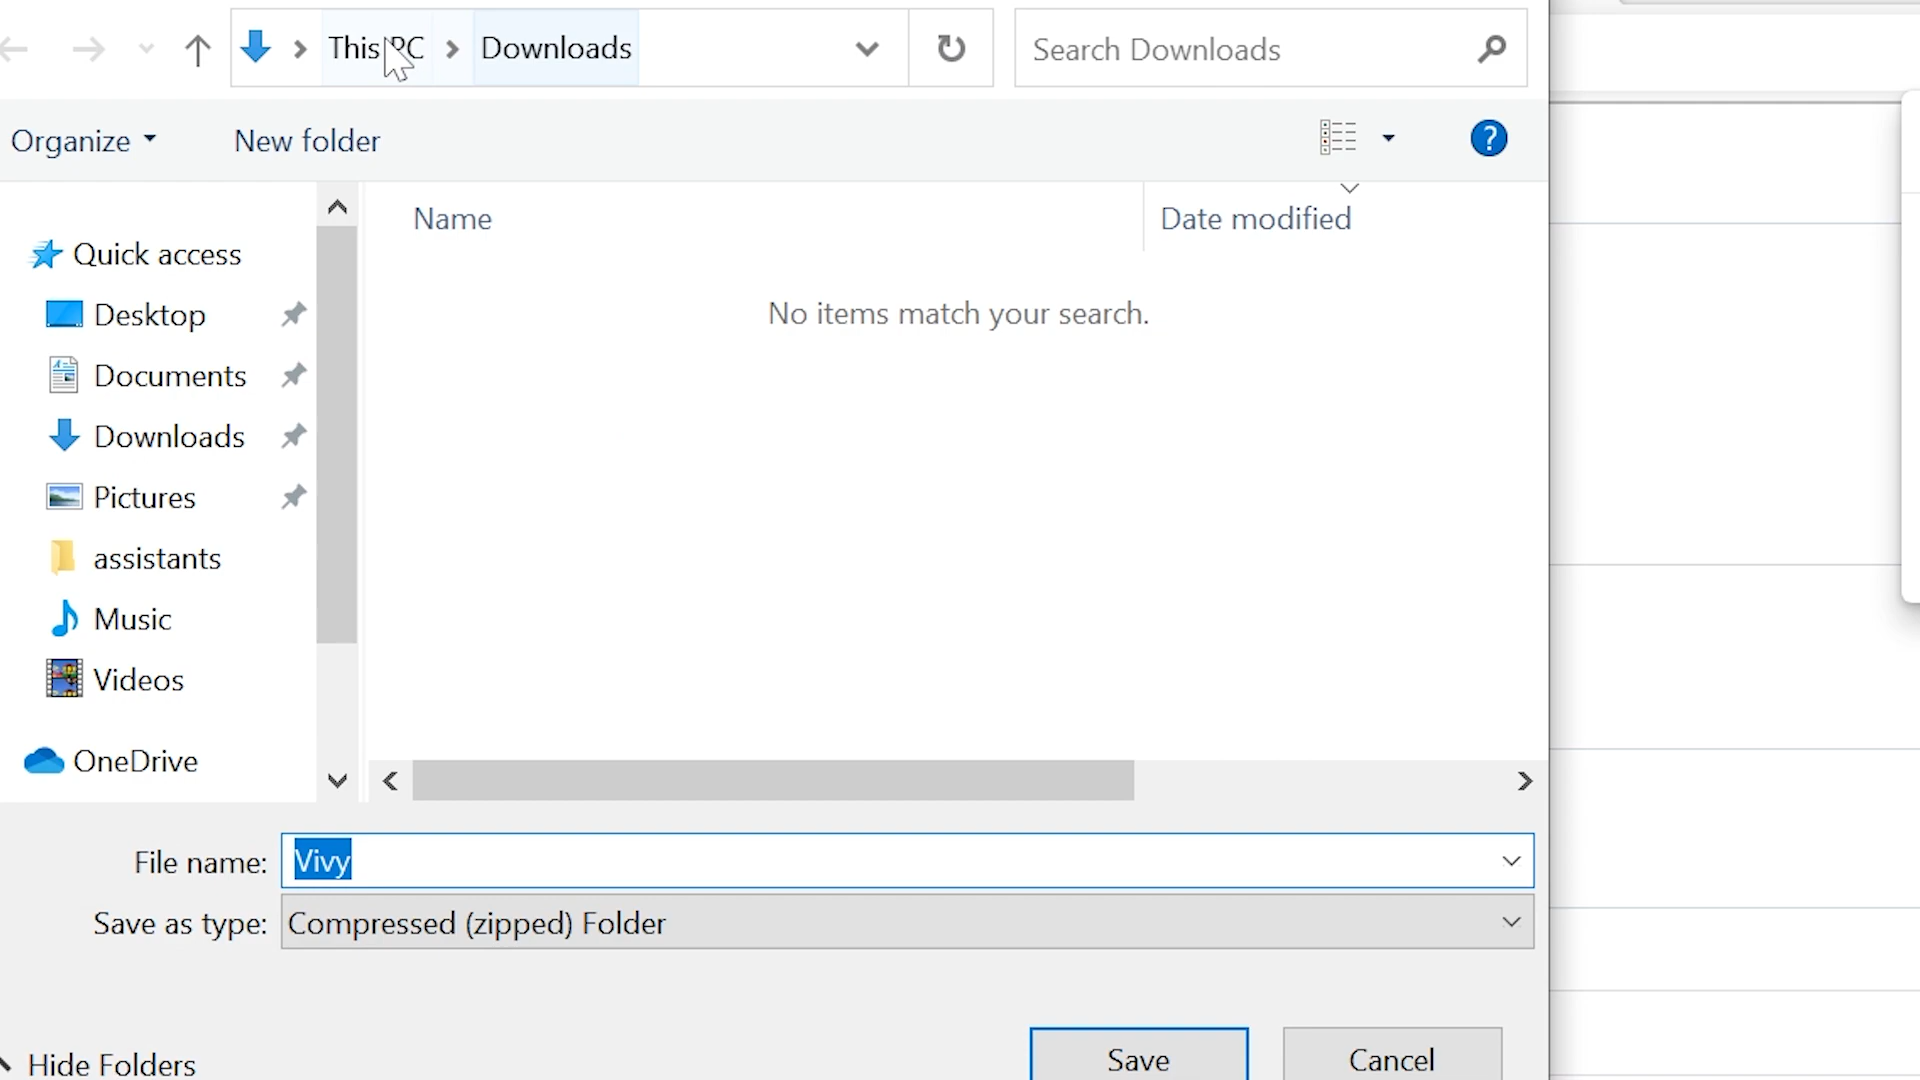 This PC Downloads
Search Downloads
Organize
New folder
?
Name
Date modified
No items match your search.
Quick access
Desktop
Documents
Downloads
Pictures
assistants
Music
Videos
OneDrive
File name: Vivy
Save as type: Compressed (zipped) Folder
Hide Folders
Save
Cancel